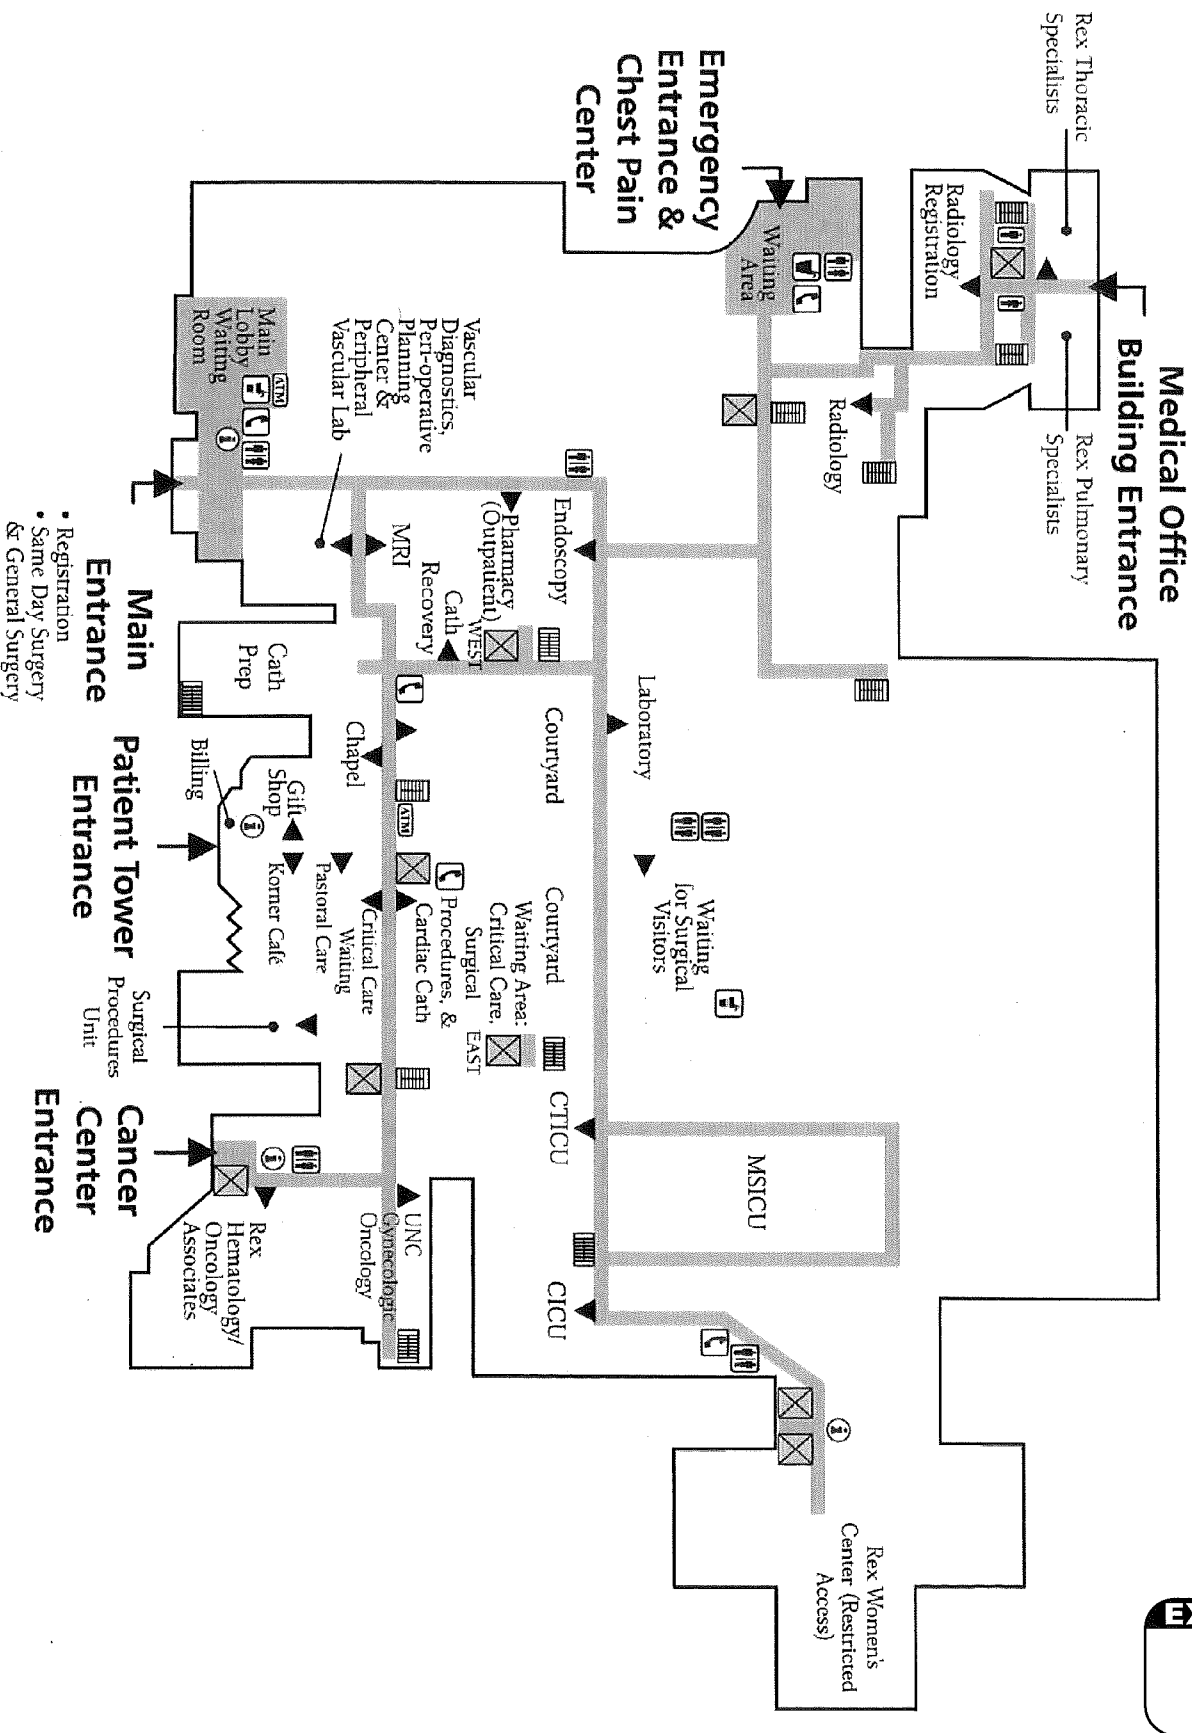 Rex Thoracic
Specialists
Medical Office
Building Entrance
Rex Pulmonary
Specialists
Radiology
Registration
Emergency
Entrance &
Chest Pain
Center
Waiting
Area
Radiology
Endoscopy
Laboratory
Waiting
for Surgical
Visitors
MSICU
Rex Women's
Center (Restricted
Access)
Courtyard
Courtyard
CTICU
CICU
Pharmacy
(Outpatient)
WEST
Cath
Recovery
MRI
Vascular
Diagnostics,
Peri-operative
Planning
Center &
Peripheral
Vascular Lab
Waiting Area:
Critical Care,
Surgical
Procedures, &
Cardiac Cath
EAST
ATM
Chapel
Critical Care
Waiting
Pastoral Care
UNC
Gynecologic
Oncology
Main
Lobby
Waiting
Room
ATM
Cath
Prep
Gift
Shop
Korner Café
Billing
Rex
Hematology/
Oncology
Associates
Main
Entrance
• Registration
• Same Day Surgery
& General Surgery
Patient Tower
Entrance
Surgical
Procedures
Unit
Cancer
Center
Entrance
E